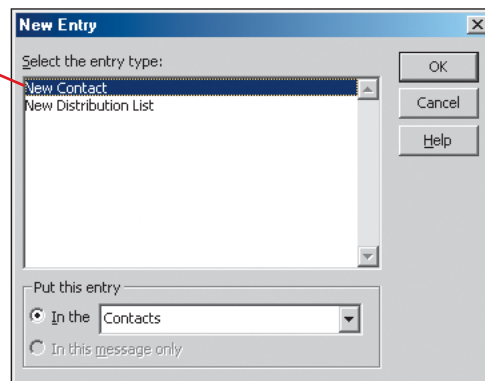 New Entry
Select the entry type:
New Contact
New Distribution List
OK
Cancel
Help
Put this entry
In the Contacts
In this message only